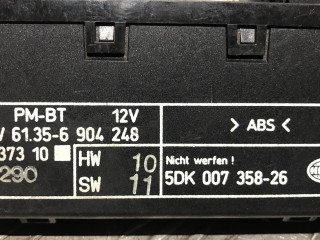 PM-BT 12V
61.35-6 904 248
> ABS <
373 10
HW 10
Nicht werfen !
290
SW 11
5DK 007 358-26